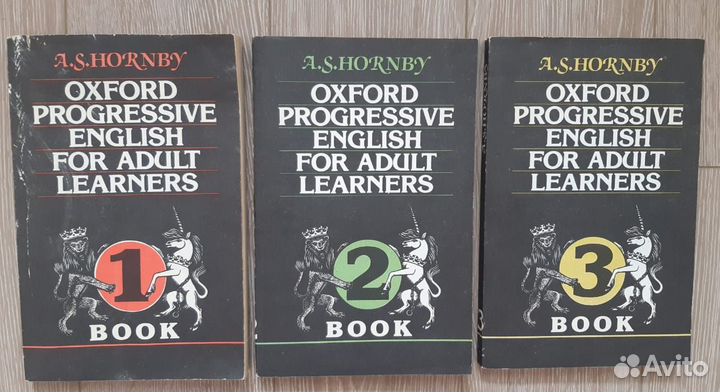 A.S.HORNBY
OXFORD
PROGRESSIVE
ENGLISH
FOR ADULT
LEARNERS
1
BOOK
A.S.HORNBY
OXFORD
PROGRESSIVE
ENGLISH
FOR ADULT
LEARNERS
2
BOOK
A.S.HORNBY
OXFORD
PROGRESSIVE
ENGLISH
FOR ADULT
LEARNERS
3
BOOK
Avito